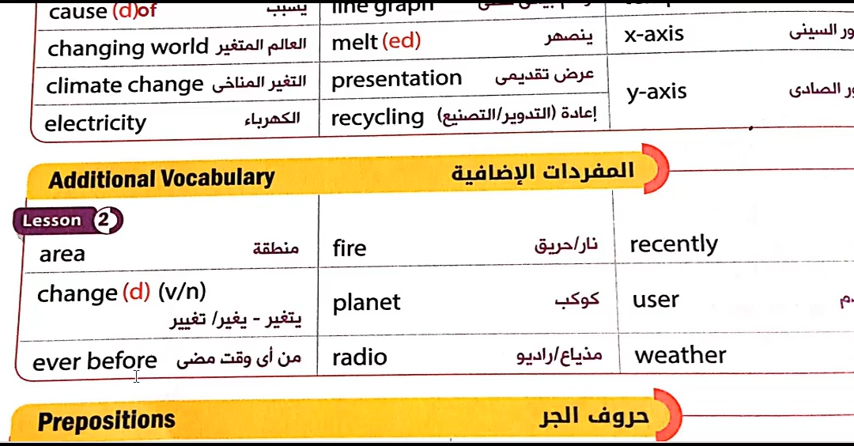 cause (d)of يسبب
line graph
changing world العالم المتغير
melt (ed) ينصهر
x-axis
climate change التغير المناخى
presentation عرض تقديمى
y-axis
electricity الكهرباء
recycling إعادة (التدوير/التصنيع)
Additional Vocabulary المفردات الإضافية
Lesson 2
area منطقة
fire نار/حريق
recently
change (d) (v/n)
يتغير - يغير/ تغيير
planet كوكب
user
ever before من أى وقت مضى
radio مذياع/راديو
weather
Prepositions حروف الجر